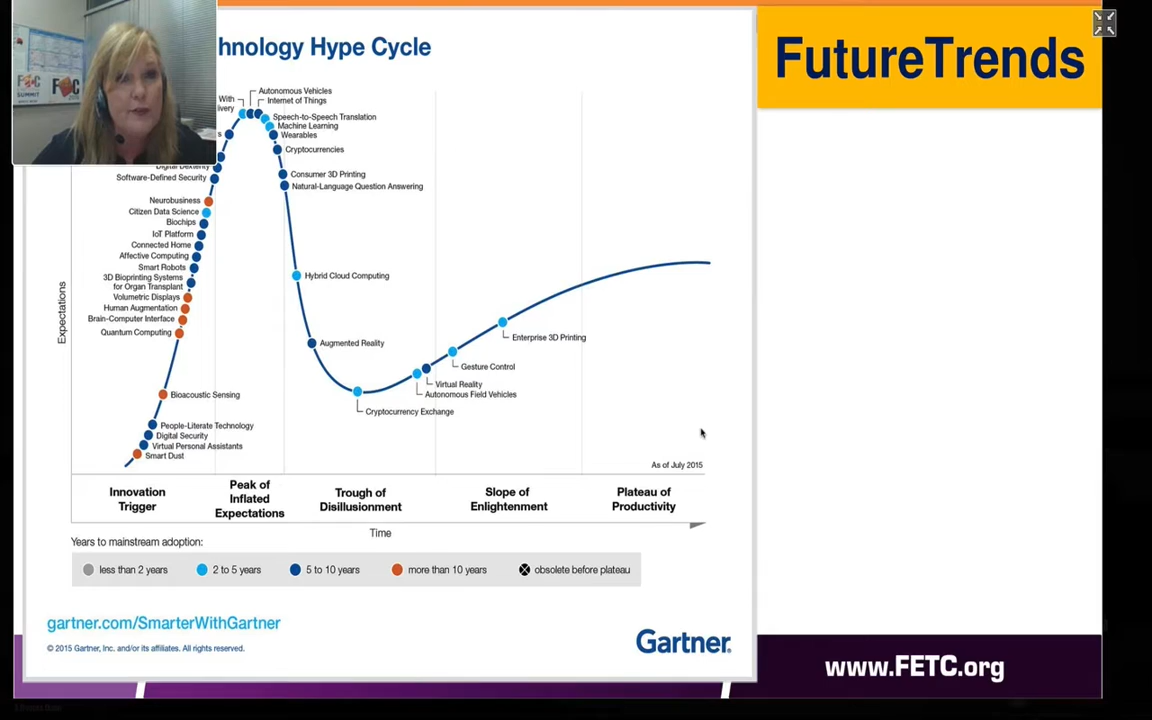 hnology Hype Cycle
FutureTrends
Autonomous Vehicles
With
Internet of Things
Speech-to-Speech Translation
Machine Learning
Wearables
Cryptocurrencies
Digital Dexterity
Software-Defined Security
Consumer 3D Printing
Natural-Language Question Answering
Neurobusiness
Citizen Data Science
Biochips
IoT Platform
Connected Home
Affective Computing
Smart Robots
3D Bioprinting Systems
for Organ Transplant
Volumetric Displays
Human Augmentation
Brain-Computer Interface
Quantum Computing
Hybrid Cloud Computing
Augmented Reality
Enterprise 3D Printing
Gesture Control
Virtual Reality
Autonomous Field Vehicles
Cryptocurrency Exchange
Bioacoustic Sensing
People-Literate Technology
Digital Security
Virtual Personal Assistants
Smart Dust
Expectations
As of July 2015
Innovation
Trigger
Peak of
Inflated
Expectations
Trough of
Disillusionment
Slope of
Enlightenment
Plateau of
Productivity
Time
Years to mainstream adoption:
less than 2 years
2 to 5 years
5 to 10 years
more than 10 years
obsolete before plateau
gartner.com/SmarterWithGartner
© 2015 Gartner, Inc. and/or its affiliates. All rights reserved.
Gartner.
www.FETC.org